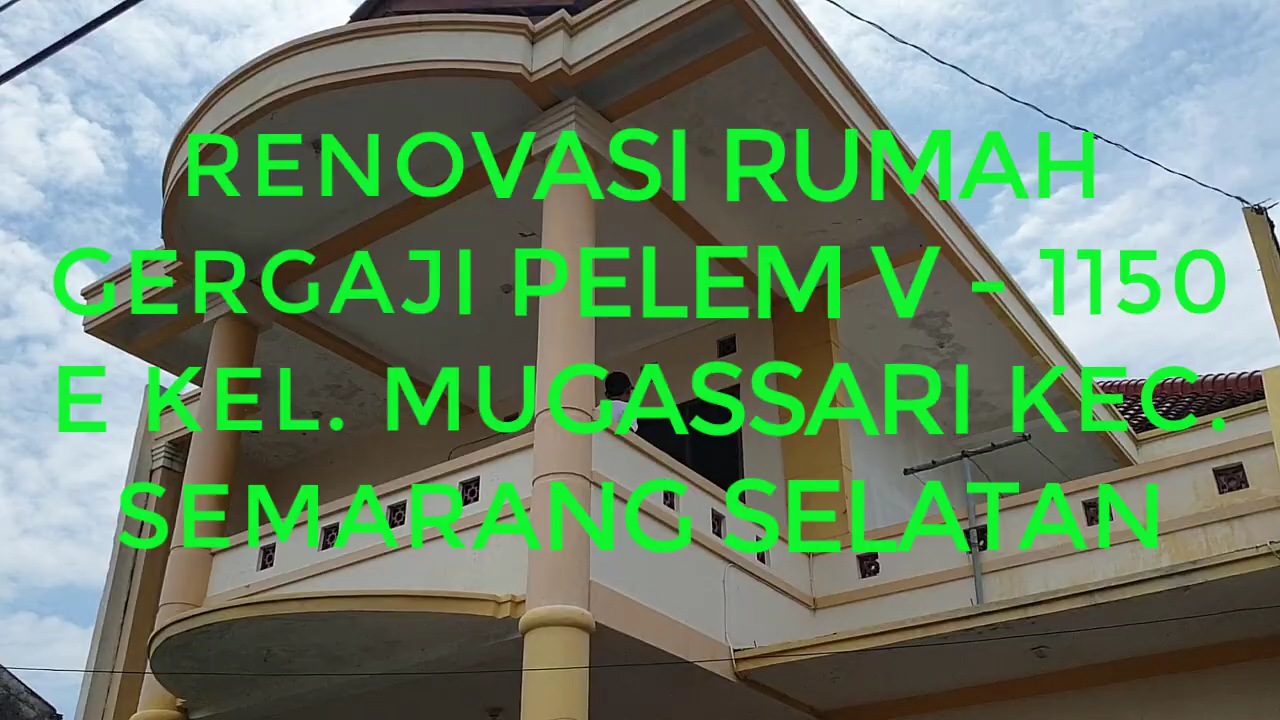 RENOVASI RUMAH
GERGAJI PELEM V - 1150
E KEL. MUGASSARI KEC.
SEMARANG SELATAN